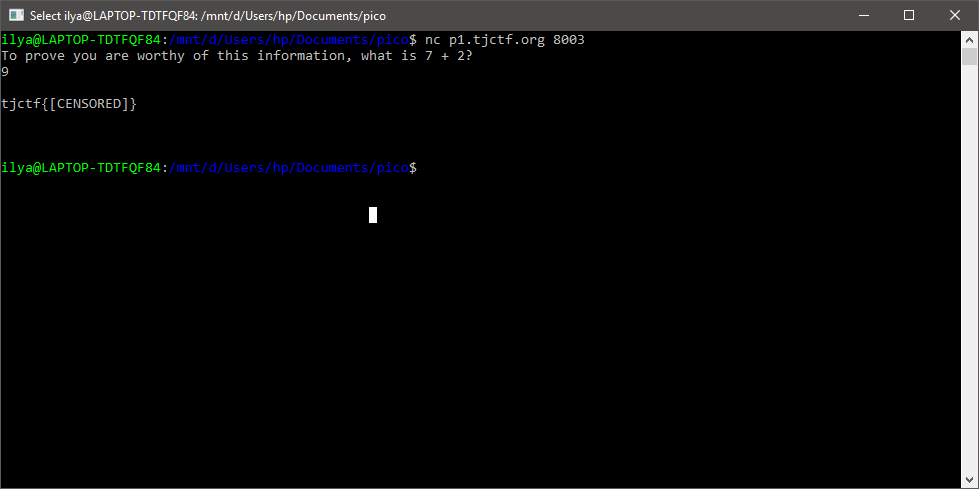 Select ilya@LAPTOP-TDTFQF84: /mnt/d/Users/hp/Documents/pico
ilya@LAPTOP-TDTFQF84:/mnt/d/Users/hp/Documents/pico$ nc p1.tjctf.org 8003
To prove you are worthy of this information, what is 7 + 2?
9
tjctf{[CENSORED]}
ilya@LAPTOP-TDTFQF84:/mnt/d/Users/hp/Documents/pico$